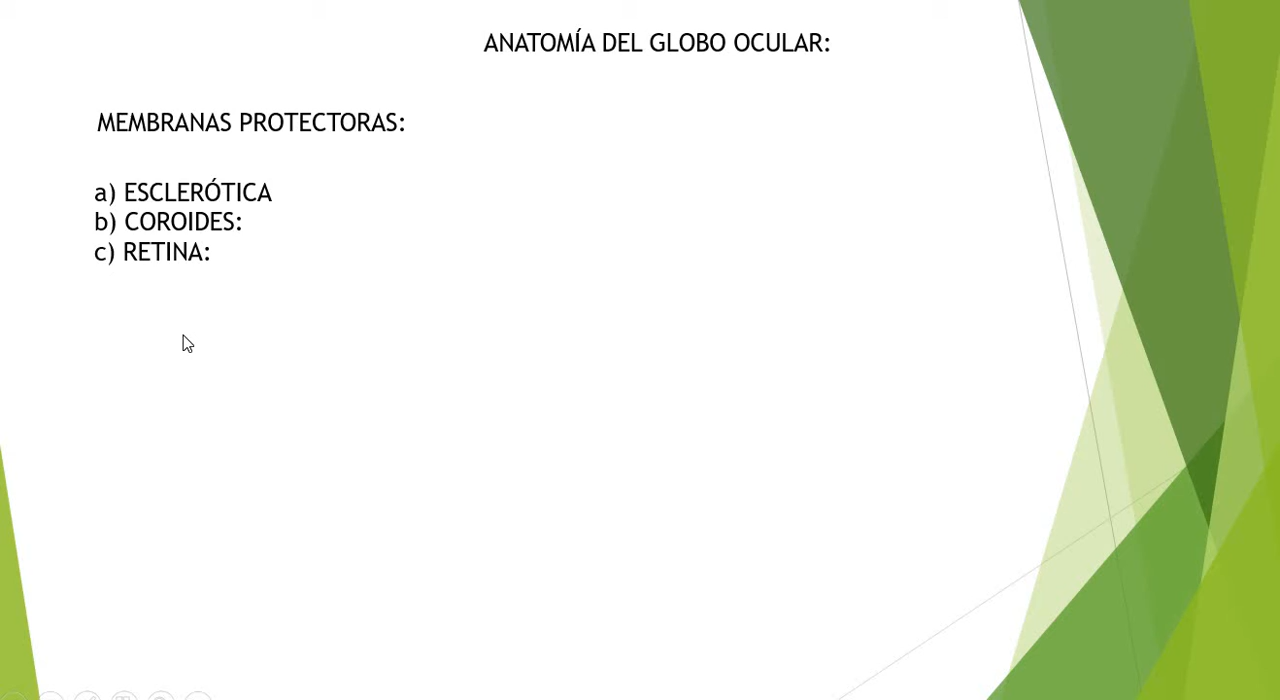 ANATOMÍA DEL GLOBO OCULAR:
MEMBRANAS PROTECTORAS:
a) ESCLERÓTICA
b) COROIDES:
c) RETINA: